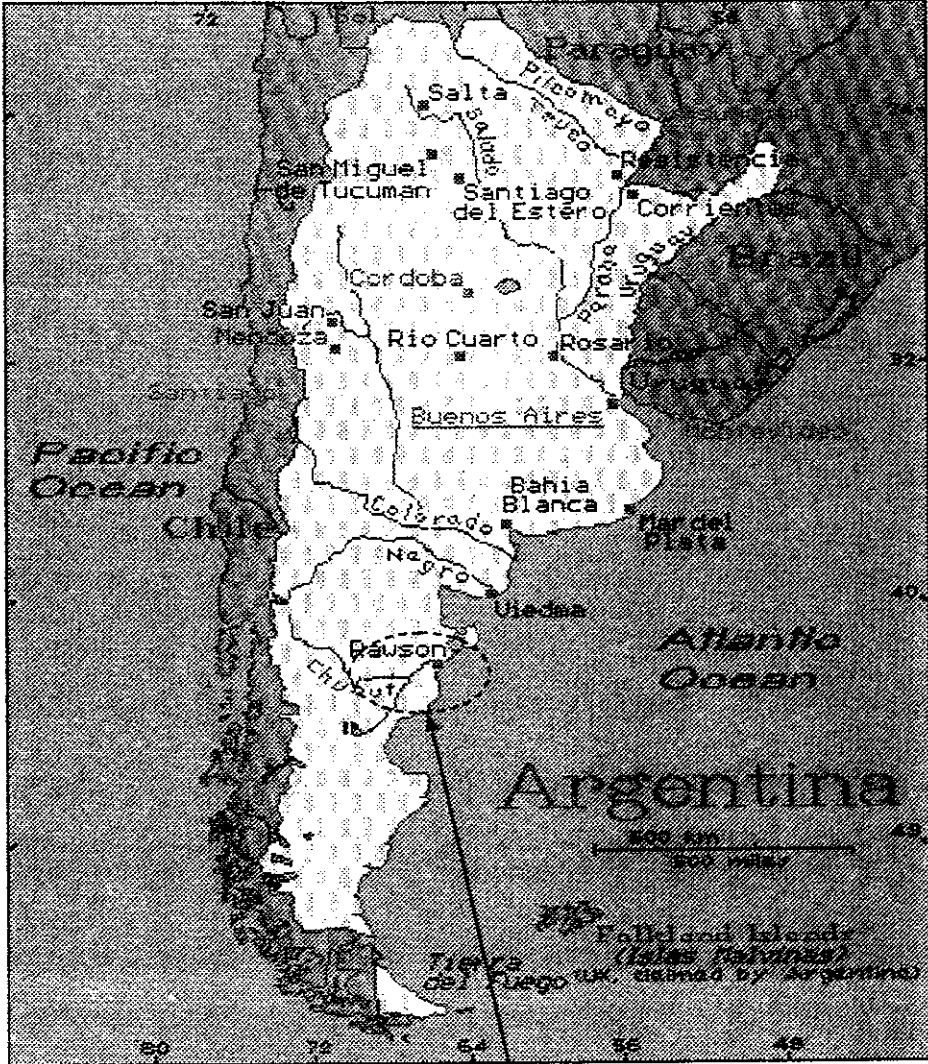 72
54
Bol.
Paraguay
Pilcomayo
Teuco
Salta
Salado
San Miguel
de Tucuman
Resistencia
Santiago
del Estero
Corrientes
Parana
Uruguay
Brazil
Cordoba
San Juan
Mendoza
Rio Cuarto
Rosario
32
Uruguay
Santiago
Buenos Aires
Pacific
Ocean
Bahia
Blanca
Chile
Colorado
Mar del
Plata
Negro
40
Viedma
Rawson
Atlantic
Ocean
Chubut
Argentina
500 km
500 miles
Falkland Islands
(Islas Malvinas)
(UK, claimed by Argentina)
Tierra
del Fuego
80
72
64
56
48